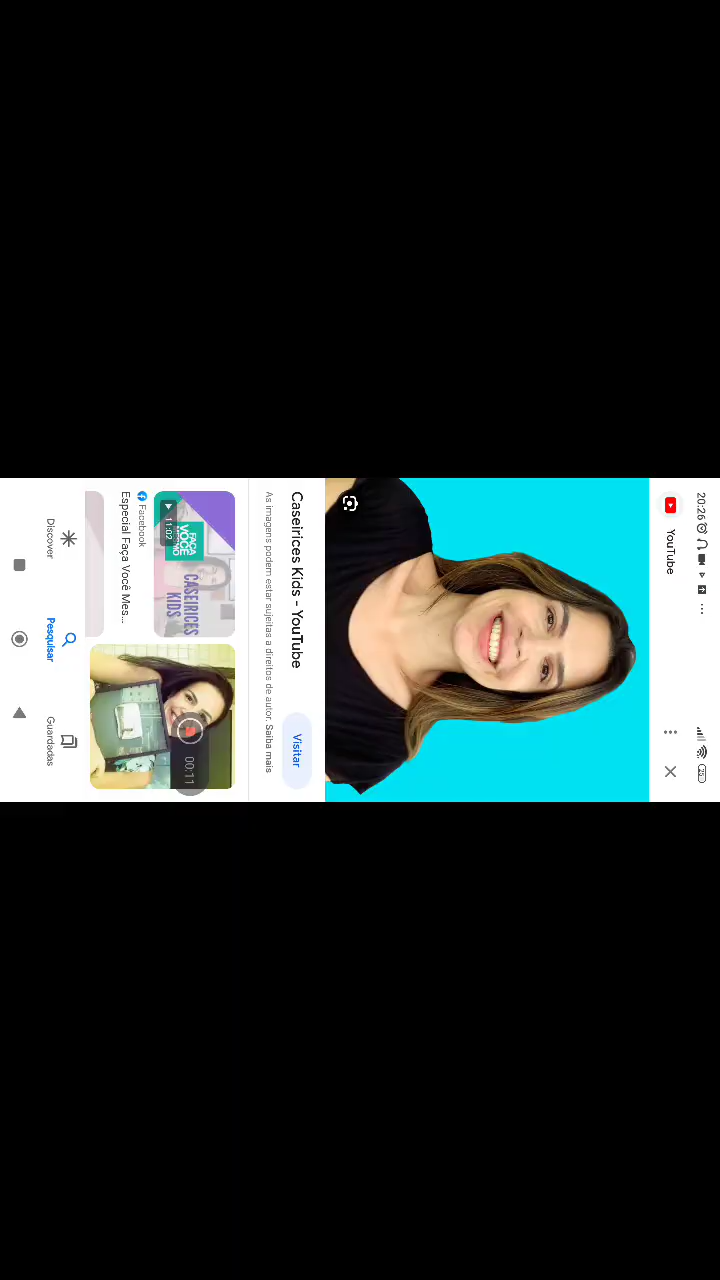 20:26
25
YouTube
Caseirices Kids - YouTube
Visitar
As imagens podem estar sujeitas a direitos de autor. Saiba mais
FAÇA
VOCÊ
MESMO
CASEIRICES
KIDS
11:02
00:11
Facebook
Especial Faça Você Mes...
Discover
Pesquisar
Guardadas